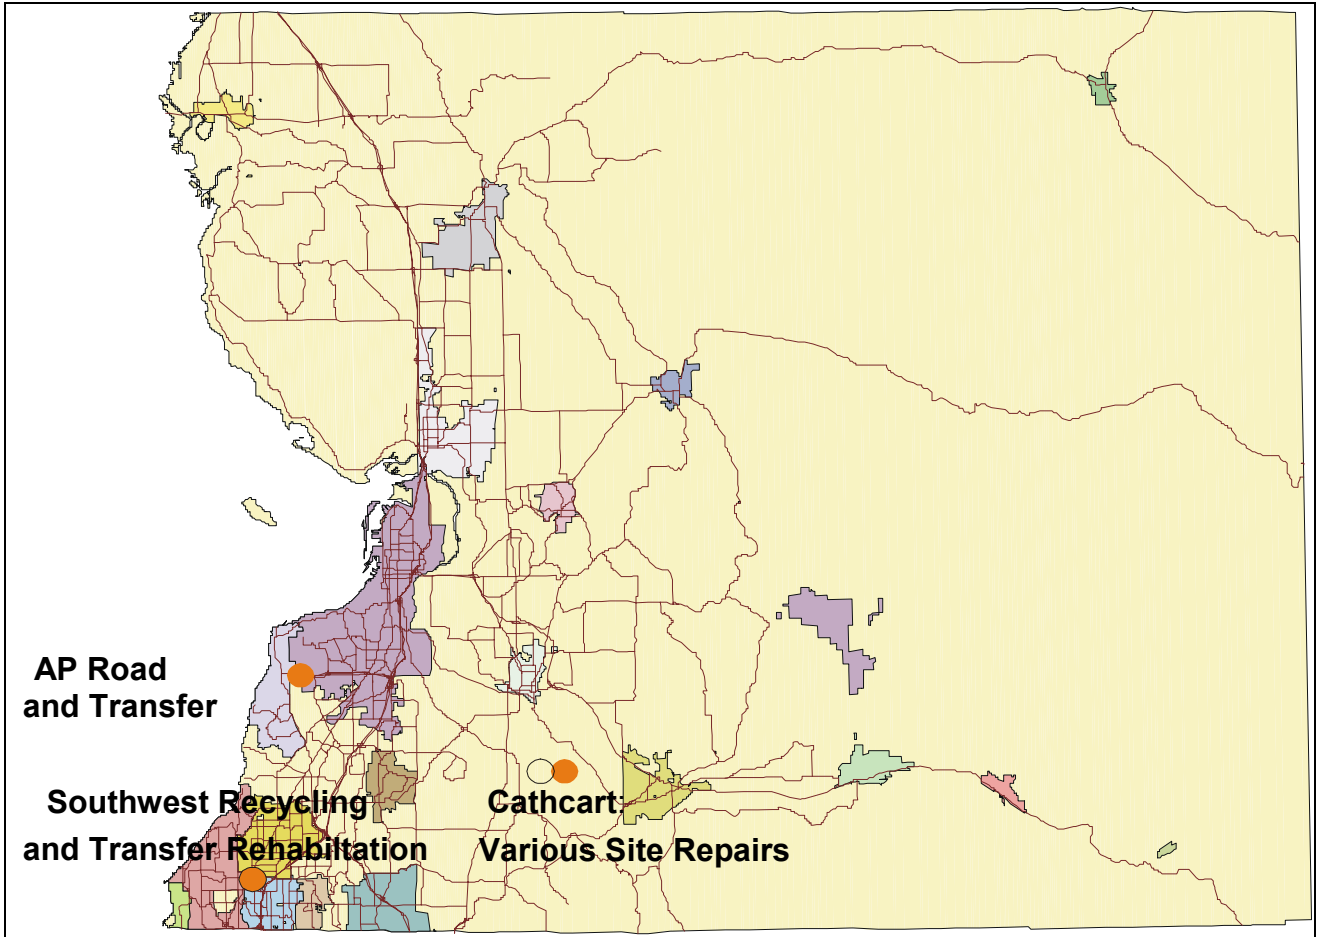 AP Road
and Transfer
Southwest Recycling
and Transfer Rehabiltation
Cathcart:
Various Site Repairs